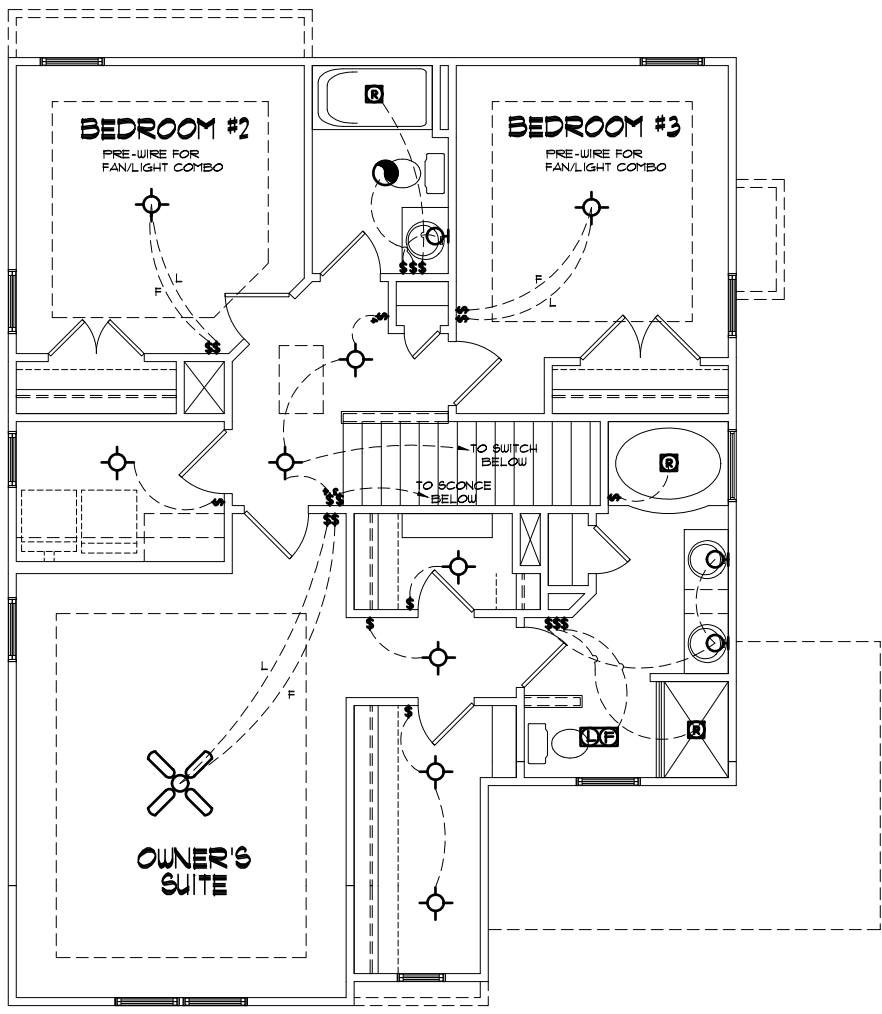 BEDROOM #2
PRE-WIRE FOR
FAN/LIGHT COMBO
R
BEDROOM #3
PRE-WIRE FOR
FAN/LIGHT COMBO
$$$
L
F
$$
F
L
$
$
$
TO SWITCH
BELOW
TO SCONCE
BELOW
R
$
$
$$
$$
$
$
$$$
L
F
$
LF
R
OWNER'S
SUITE